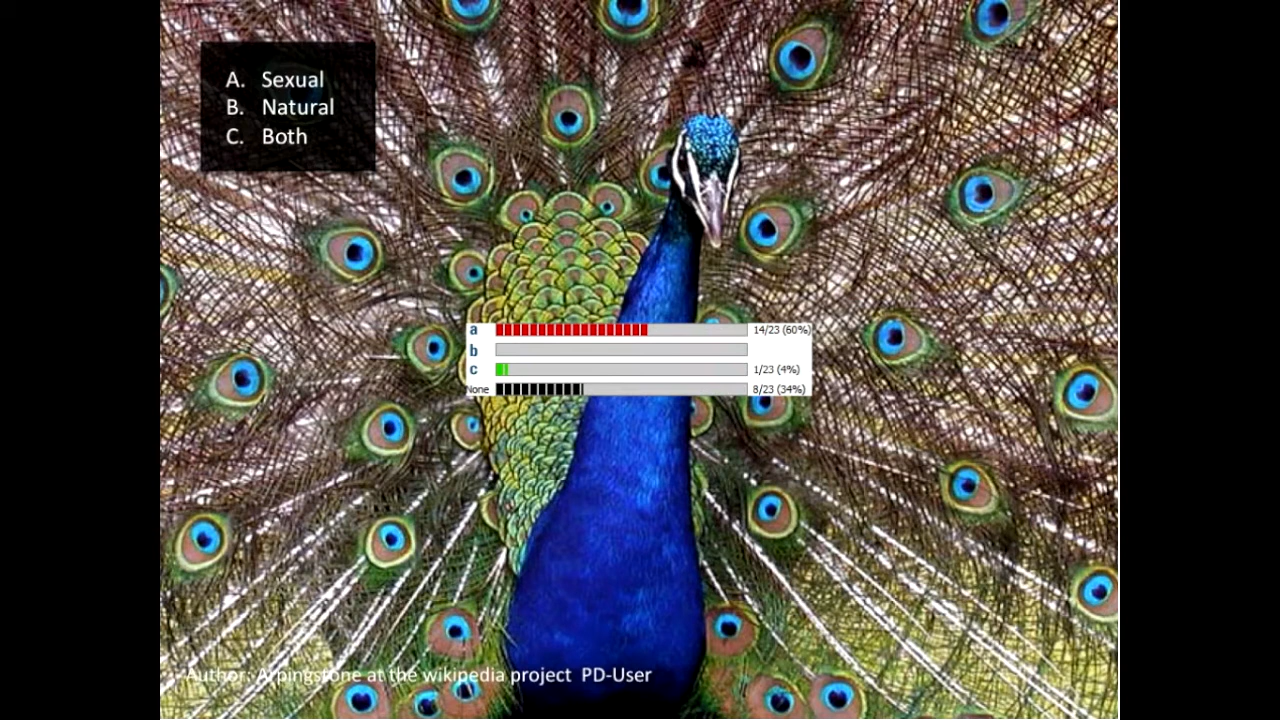 A. Sexual
B. Natural
C. Both
a 14/23 (60%)
b
c 1/23 (4%)
None 8/23 (34%)
Author: Arpingstone at the wikipedia project PD-User